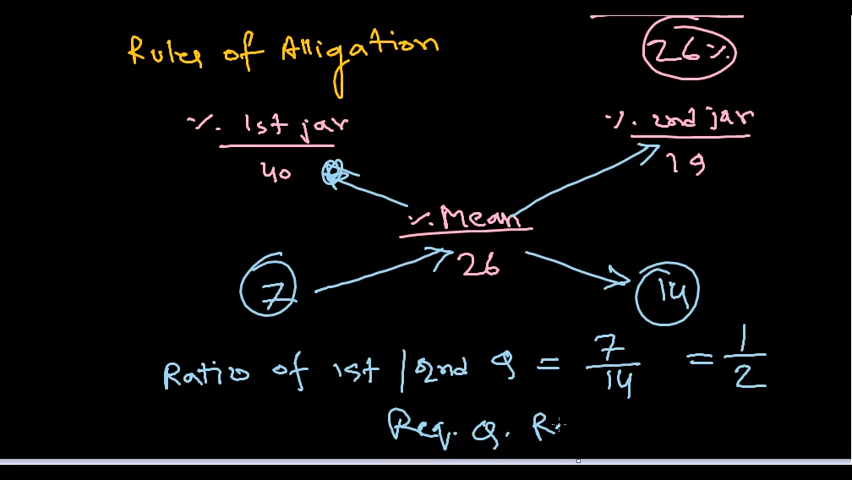 26%
Rules of Alligation
%. 1st jar
%. 2nd jar
40
19
%. Mean
26
7
14
Ratio of 1st | 2nd Q = 7/14 = 1/2
Req. Q. R